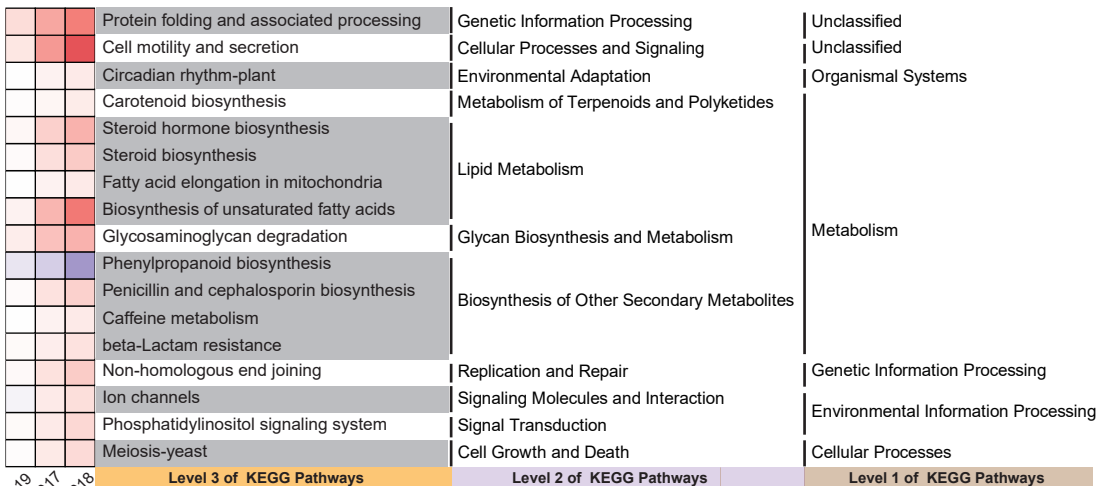 Protein folding and associated processing Genetic Information Processing Unclassified
Cell motility and secretion Cellular Processes and Signaling Unclassified
Circadian rhythm-plant Environmental Adaptation Organismal Systems
Carotenoid biosynthesis Metabolism of Terpenoids and Polyketides
Steroid hormone biosynthesis
Steroid biosynthesis
Lipid Metabolism
Fatty acid elongation in mitochondria
Biosynthesis of unsaturated fatty acids
Metabolism
Glycosaminoglycan degradation Glycan Biosynthesis and Metabolism
Phenylpropanoid biosynthesis
Penicillin and cephalosporin biosynthesis
Biosynthesis of Other Secondary Metabolites
Caffeine metabolism
beta-Lactam resistance
Non-homologous end joining Replication and Repair Genetic Information Processing
Ion channels Signaling Molecules and Interaction
Environmental Information Processing
Phosphatidylinositol signaling system Signal Transduction
Meiosis-yeast Cell Growth and Death Cellular Processes
Level 3 of KEGG Pathways Level 2 of KEGG Pathways Level 1 of KEGG Pathways